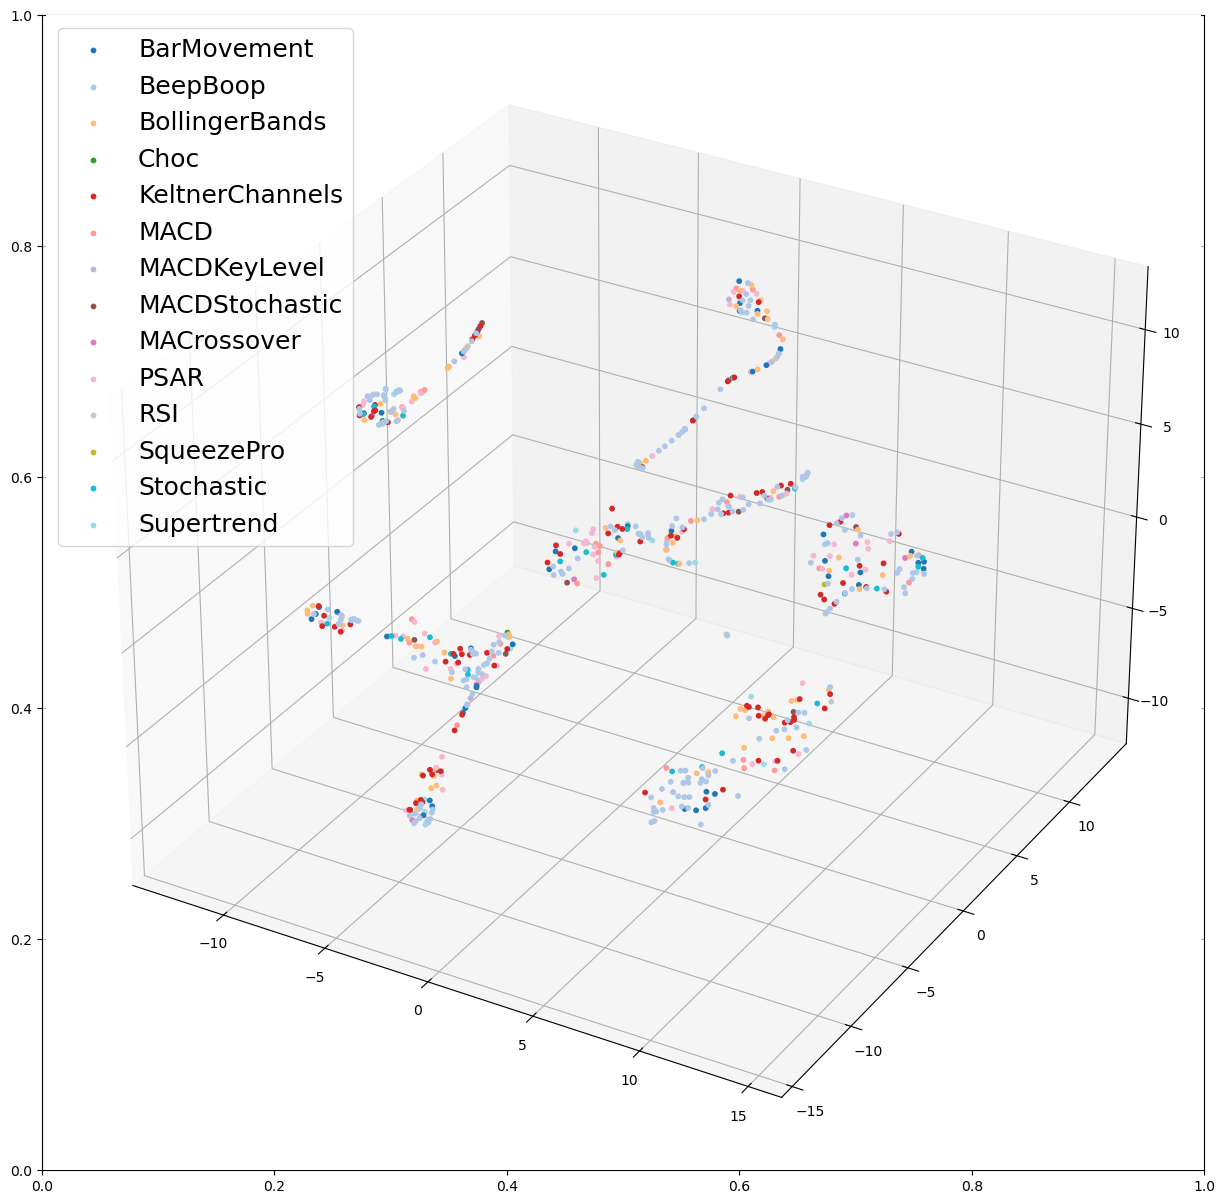 1.0
0.8
0.6
0.4
0.2
0.0
BarMovement
BeepBoop
BollingerBands
Choc
KeltnerChannels
MACD
MACDKeyLevel
MACDStochastic
MACrossover
PSAR
RSI
SqueezePro
Stochastic
Supertrend
10
5
0
−5
−10
10
5
0
−5
−10
−15
−10
−5
0
5
10
15
0.0
0.2
0.4
0.6
0.8
1.0